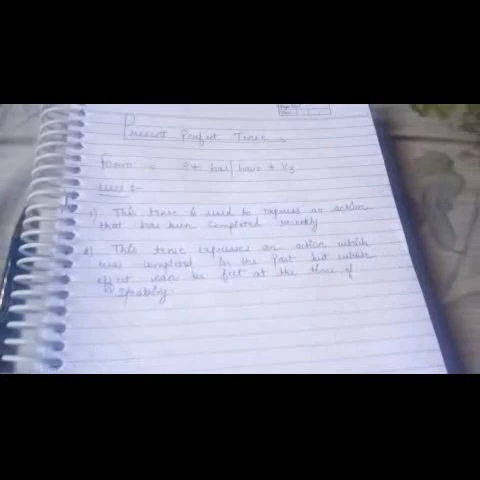 Present Perfect Tense
Form = S + has/have + V3
Uses :-
1) This tense is used to express an action
that has been completed recently
2) This tense expresses an action which
was completed in the Past but whose
effect can be felt at the time of
speaking